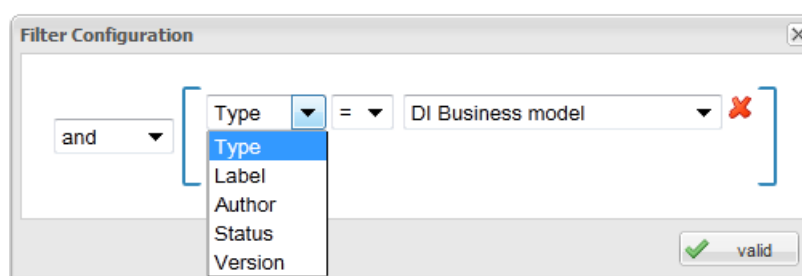 Filter Configuration
and
Type = DI Business model
Type
Label
Author
Status
Version
valid